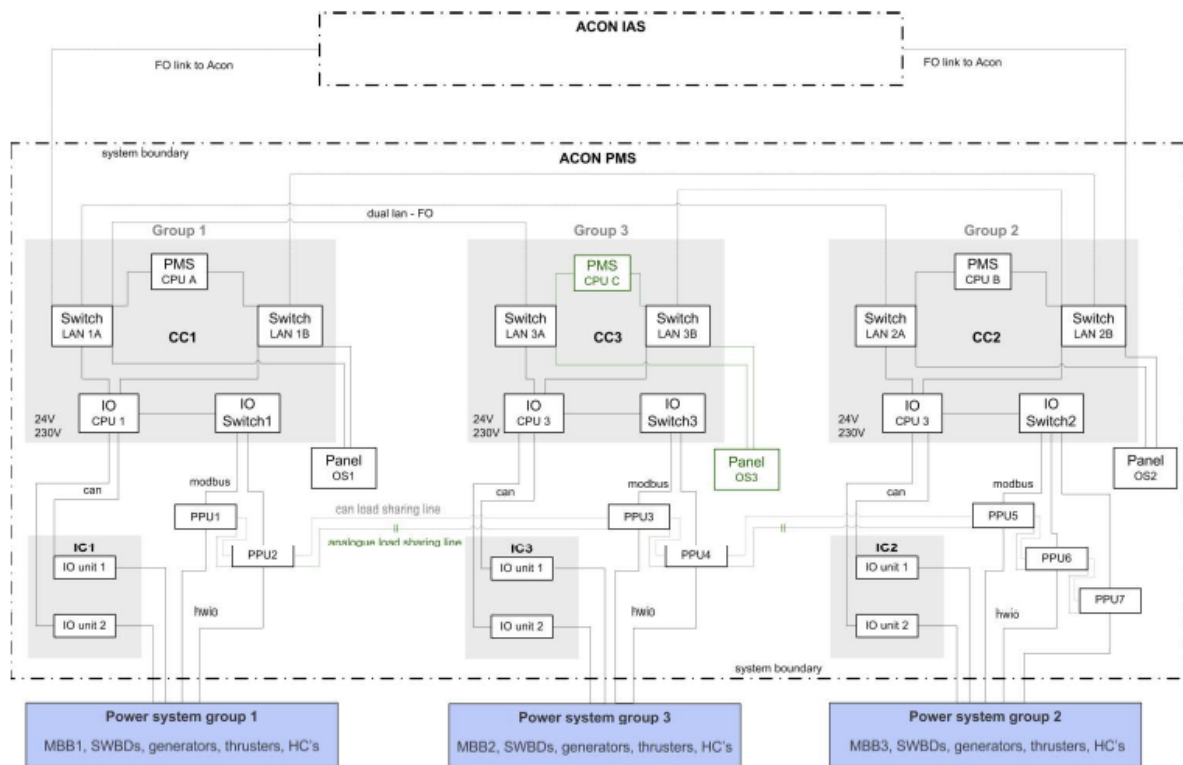 ACON IAS
FO link to Acon
FO link to Acon
system boundary
ACON PMS
dual lan - FO
Group 1
Group 3
Group 2
PMS
CPU A
PMS
CPU C
PMS
CPU B
Switch
LAN 1A
CC1
Switch
LAN 1B
Switch
LAN 3A
CC3
Switch
LAN 3B
Switch
LAN 2A
CC2
Switch
LAN 2B
24V
230V
IO
CPU 1
IO
Switch1
24V
230V
IO
CPU 3
IO
Switch3
24V
230V
IO
CPU 3
IO
Switch2
Panel
OS1
Panel
OS3
Panel
OS2
can
modbus
can
modbus
can
modbus
PPU1
can load sharing line
PPU3
PPU5
II
II
analogue load sharing line
IC1
PPU2
IC3
PPU4
IC2
PPU6
IO unit 1
IO unit 1
IO unit 1
PPU7
hwio
hwio
hwio
IO unit 2
IO unit 2
IO unit 2
system boundary
Power system group 1
MBB1, SWBDs, generators, thrusters, HC's
Power system group 3
MBB2, SWBDs, generators, thrusters, HC's
Power system group 2
MBB3, SWBDs, generators, thrusters, HC's